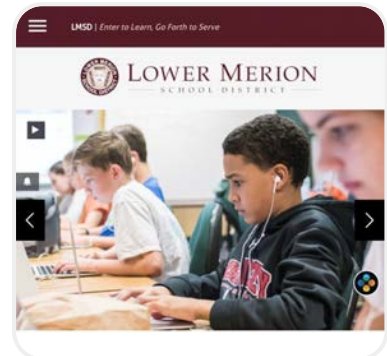 LMSD | Enter to Learn, Go Forth to Serve
LOWER MERION
SCHOOL DISTRICT